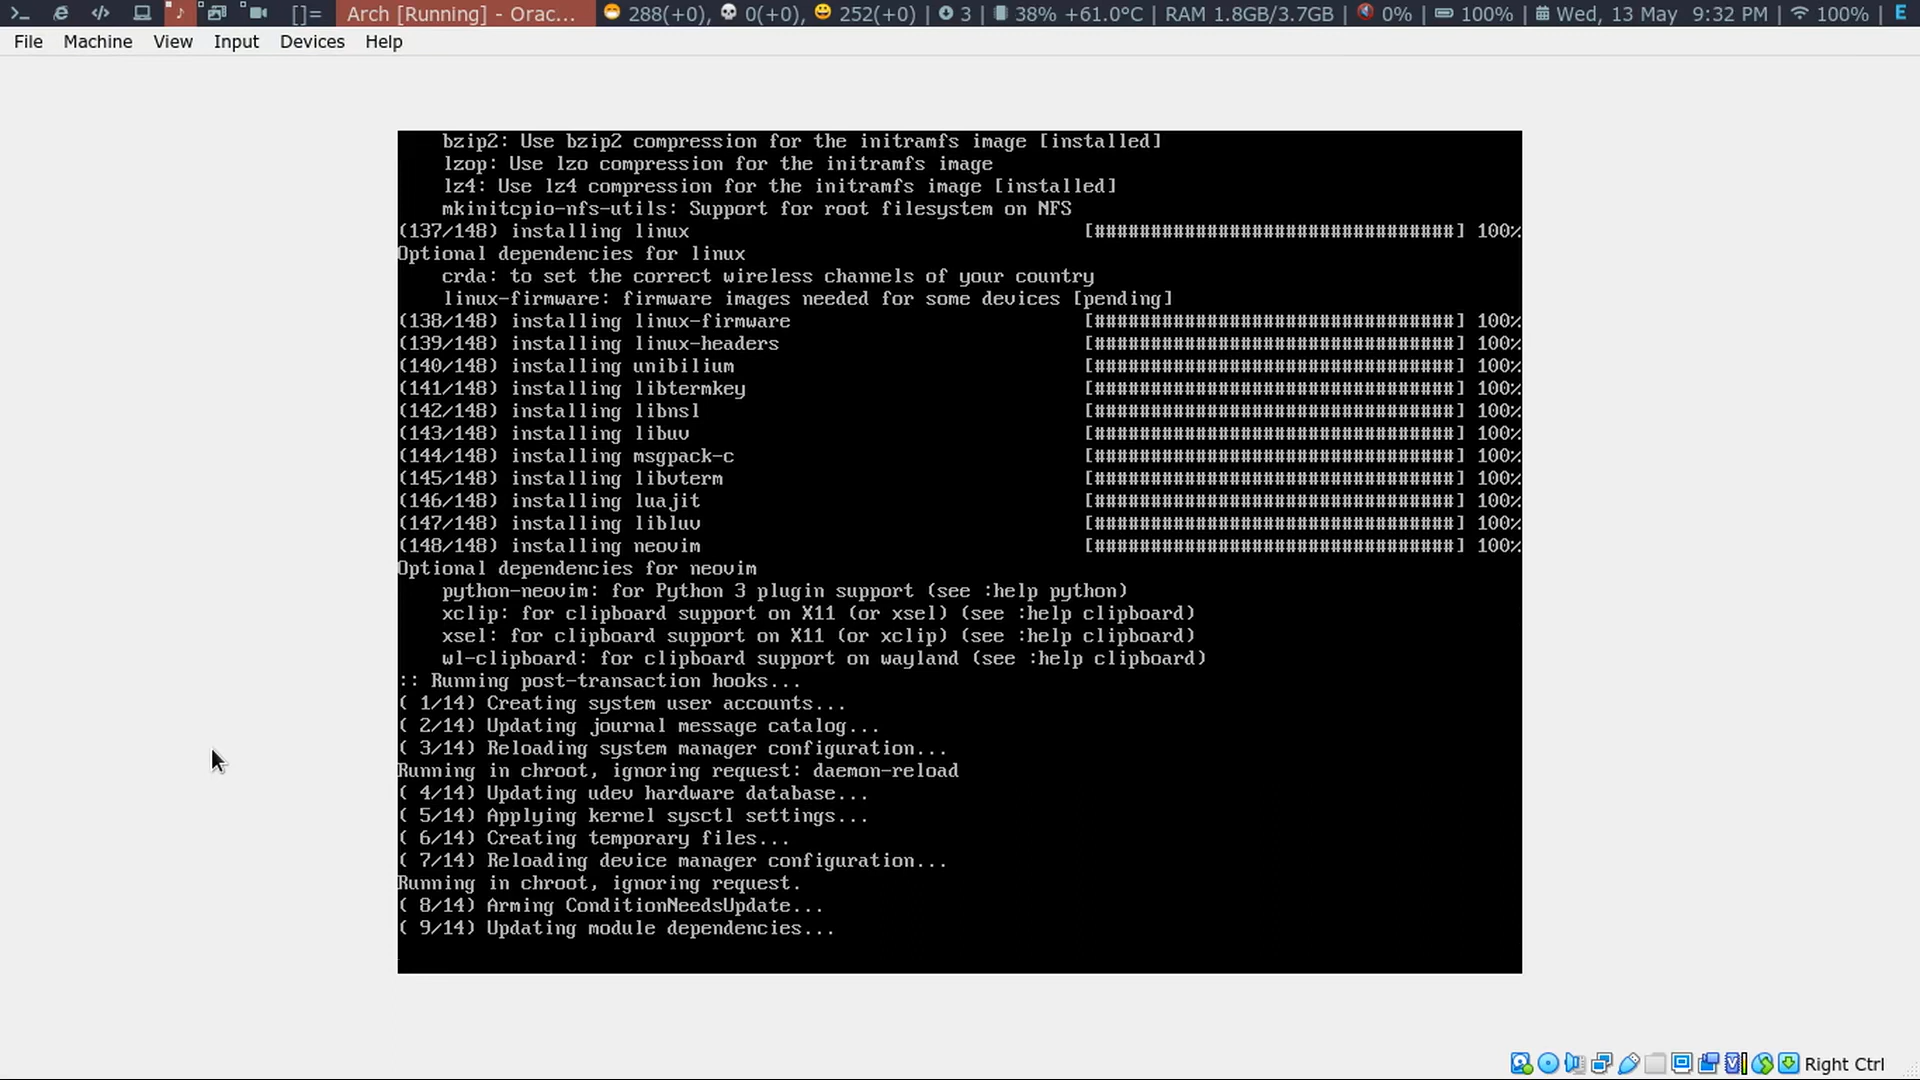 Arch [Running] - Orac... 288(+0), 0(+0), 252(+0) | 3 | 38% +61.0°C | RAM 1.8GB/3.7GB | 0% | 100% | Wed, 13 May 9:32 PM | 100% | E
File Machine View Input Devices Help
bzip2: Use bzip2 compression for the initramfs image [installed]
lzop: Use lzo compression for the initramfs image
lz4: Use lz4 compression for the initramfs image [installed]
mkinitcpio-nfs-utils: Support for root filesystem on NFS
(137/148) installing linux [################################] 100%
Optional dependencies for linux
crda: to set the correct wireless channels of your country
linux-firmware: firmware images needed for some devices [pending]
(138/148) installing linux-firmware [################################] 100%
(139/148) installing linux-headers [################################] 100%
(140/148) installing unibilium [################################] 100%
(141/148) installing libtermkey [################################] 100%
(142/148) installing libnsl [################################] 100%
(143/148) installing libuv [################################] 100%
(144/148) installing msgpack-c [################################] 100%
(145/148) installing libvterm [################################] 100%
(146/148) installing luajit [################################] 100%
(147/148) installing libluv [################################] 100%
(148/148) installing neovim [################################] 100%
Optional dependencies for neovim
python-neovim: for Python 3 plugin support (see :help python)
xclip: for clipboard support on X11 (or xsel) (see :help clipboard)
xsel: for clipboard support on X11 (or xclip) (see :help clipboard)
wl-clipboard: for clipboard support on wayland (see :help clipboard)
:: Running post-transaction hooks...
( 1/14) Creating system user accounts...
( 2/14) Updating journal message catalog...
( 3/14) Reloading system manager configuration...
Running in chroot, ignoring request: daemon-reload
( 4/14) Updating udev hardware database...
( 5/14) Applying kernel sysctl settings...
( 6/14) Creating temporary files...
( 7/14) Reloading device manager configuration...
Running in chroot, ignoring request.
( 8/14) Arming ConditionNeedsUpdate...
( 9/14) Updating module dependencies...
Right Ctrl